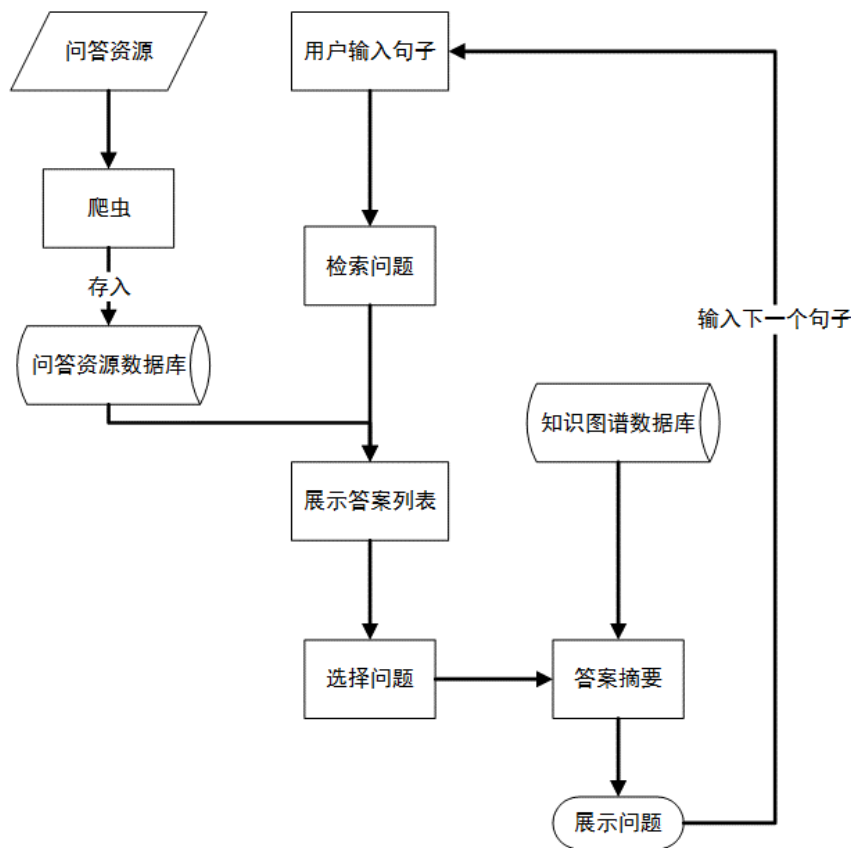 问答资源
用户输入句子
爬虫
检索问题
存入
输入下一个句子
问答资源数据库
知识图谱数据库
展示答案列表
选择问题
答案摘要
展示问题